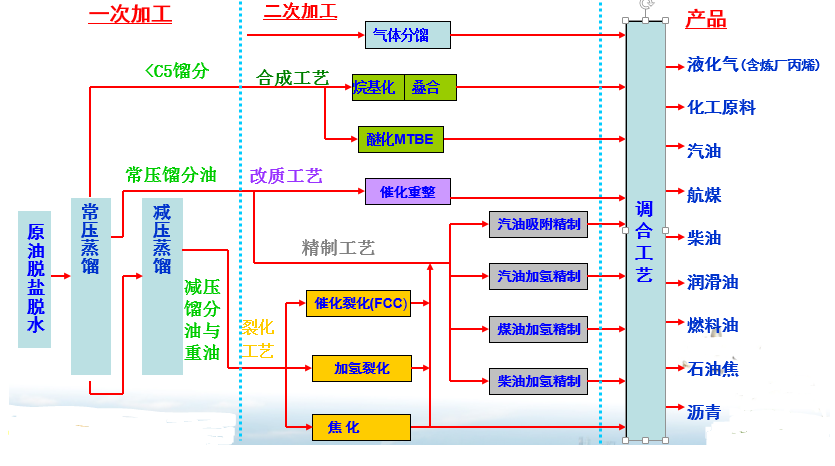 一次加工
二次加工
产品
气体分馏
<C5馏分
合成工艺
烷基化
叠合
醚化MTBE
常压馏分油
改质工艺
催化重整
原油脱盐脱水
常压蒸馏
减压蒸馏
精制工艺
汽油吸附精制
汽油加氢精制
煤油加氢精制
柴油加氢精制
减压
馏分
油与
重油
裂化
工艺
催化裂化(FCC)
加氢裂化
焦化
调合工艺
液化气(含炼厂丙烯)
化工原料
汽油
航煤
柴油
润滑油
燃料油
石油焦
沥青